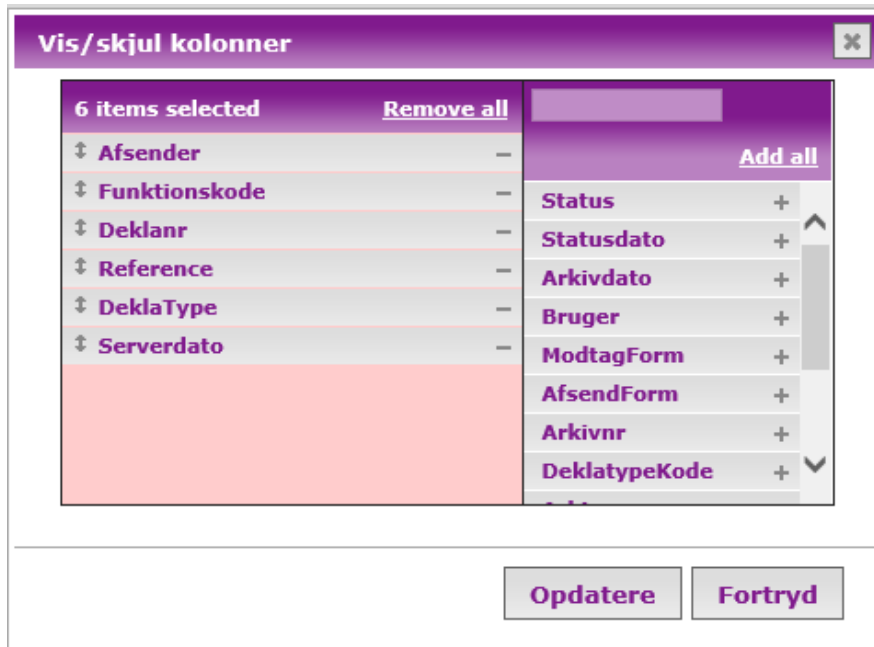 Vis/skjul kolonner
6 items selected
Remove all
Afsender
Funktionskode
Deklanr
Reference
DeklaType
Serverdato
Add all
Status
Statusdato
Arkivdato
Bruger
ModtagForm
AfsendForm
Arkivnr
DeklatypeKode
Opdatere
Fortryd